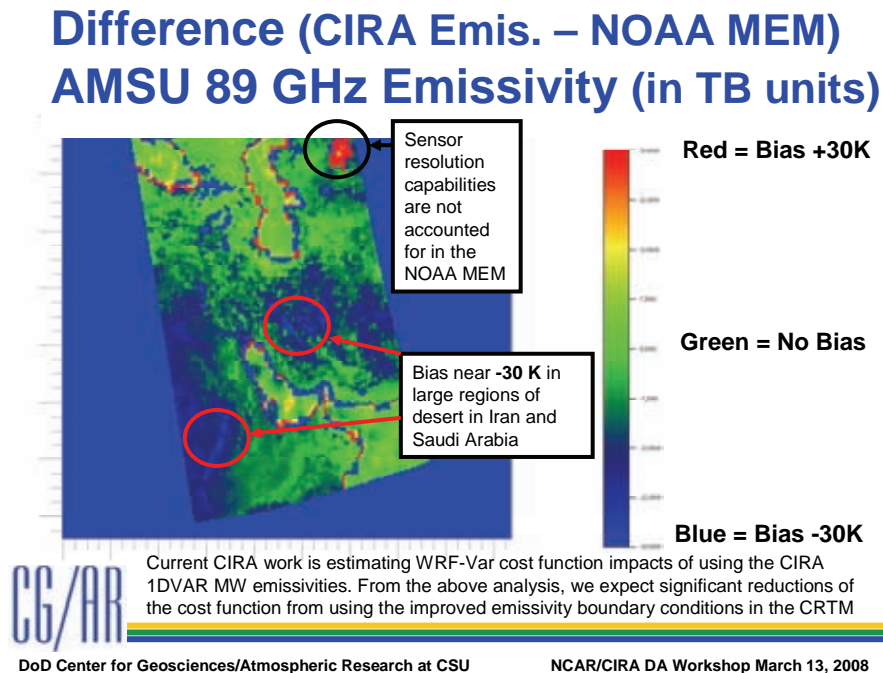 Difference (CIRA Emis. – NOAA MEM)
AMSU 89 GHz Emissivity (in TB units)
Sensor
resolution
capabilities
are not
accounted
for in the
NOAA MEM
Red = Bias +30K
Green = No Bias
Bias near -30 K in
large regions of
desert in Iran and
Saudi Arabia
Blue = Bias -30K
CG/AR
Current CIRA work is estimating WRF-Var cost function impacts of using the CIRA
1DVAR MW emissivities. From the above analysis, we expect significant reductions of
the cost function from using the improved emissivity boundary conditions in the CRTM
DoD Center for Geosciences/Atmospheric Research at CSU
NCAR/CIRA DA Workshop March 13, 2008